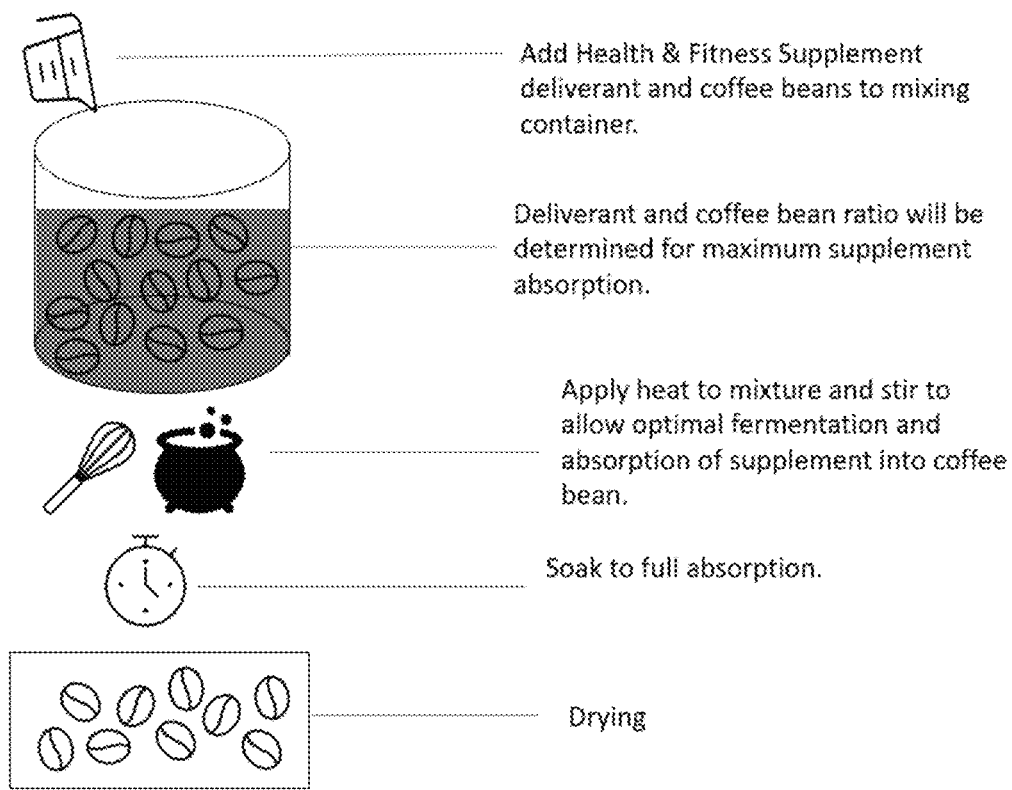 Add Health & Fitness Supplement
deliverant and coffee beans to mixing
container.
Deliverant and coffee bean ratio will be
determined for maximum supplement
absorption.
Apply heat to mixture and stir to
allow optimal fermentation and
absorption of supplement into coffee
bean.
Soak to full absorption.
Drying